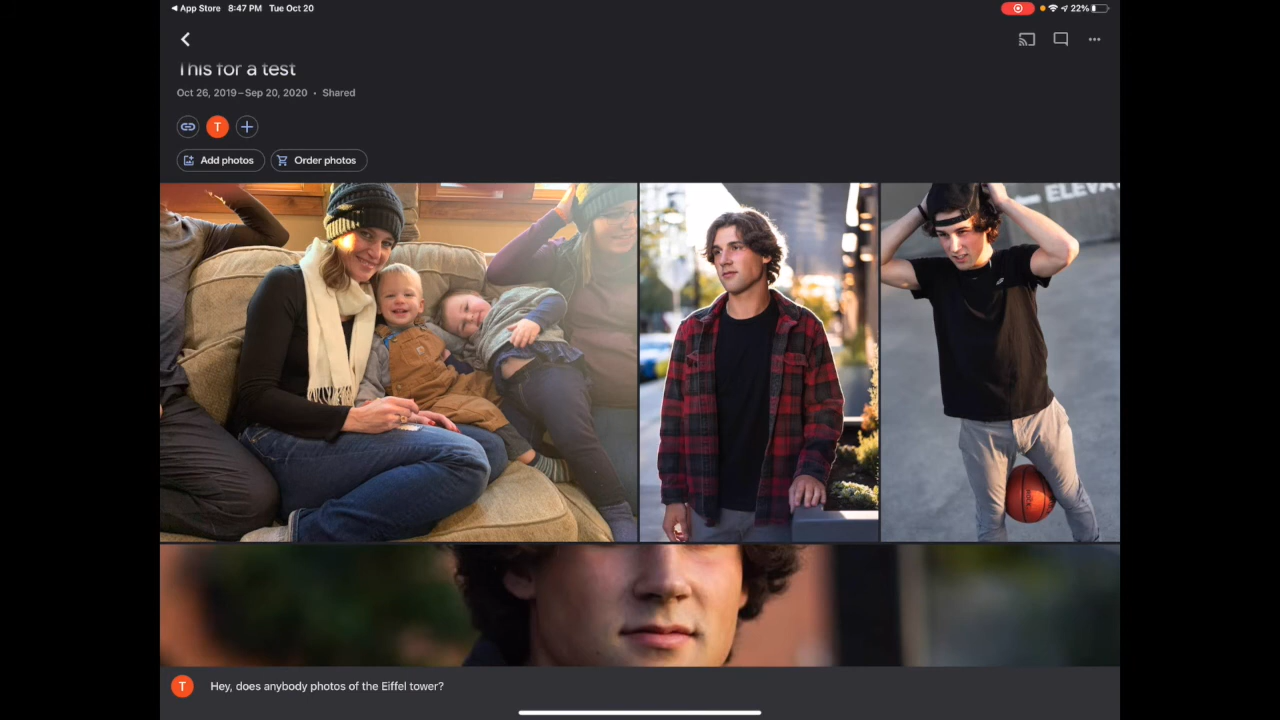 App Store 8:47 PM Tue Oct 20
22%
This for a test
Oct 26, 2019 – Sep 20, 2020 · Shared
T
Add photos
Order photos
ELEVA
T
Hey, does anybody photos of the Eiffel tower?